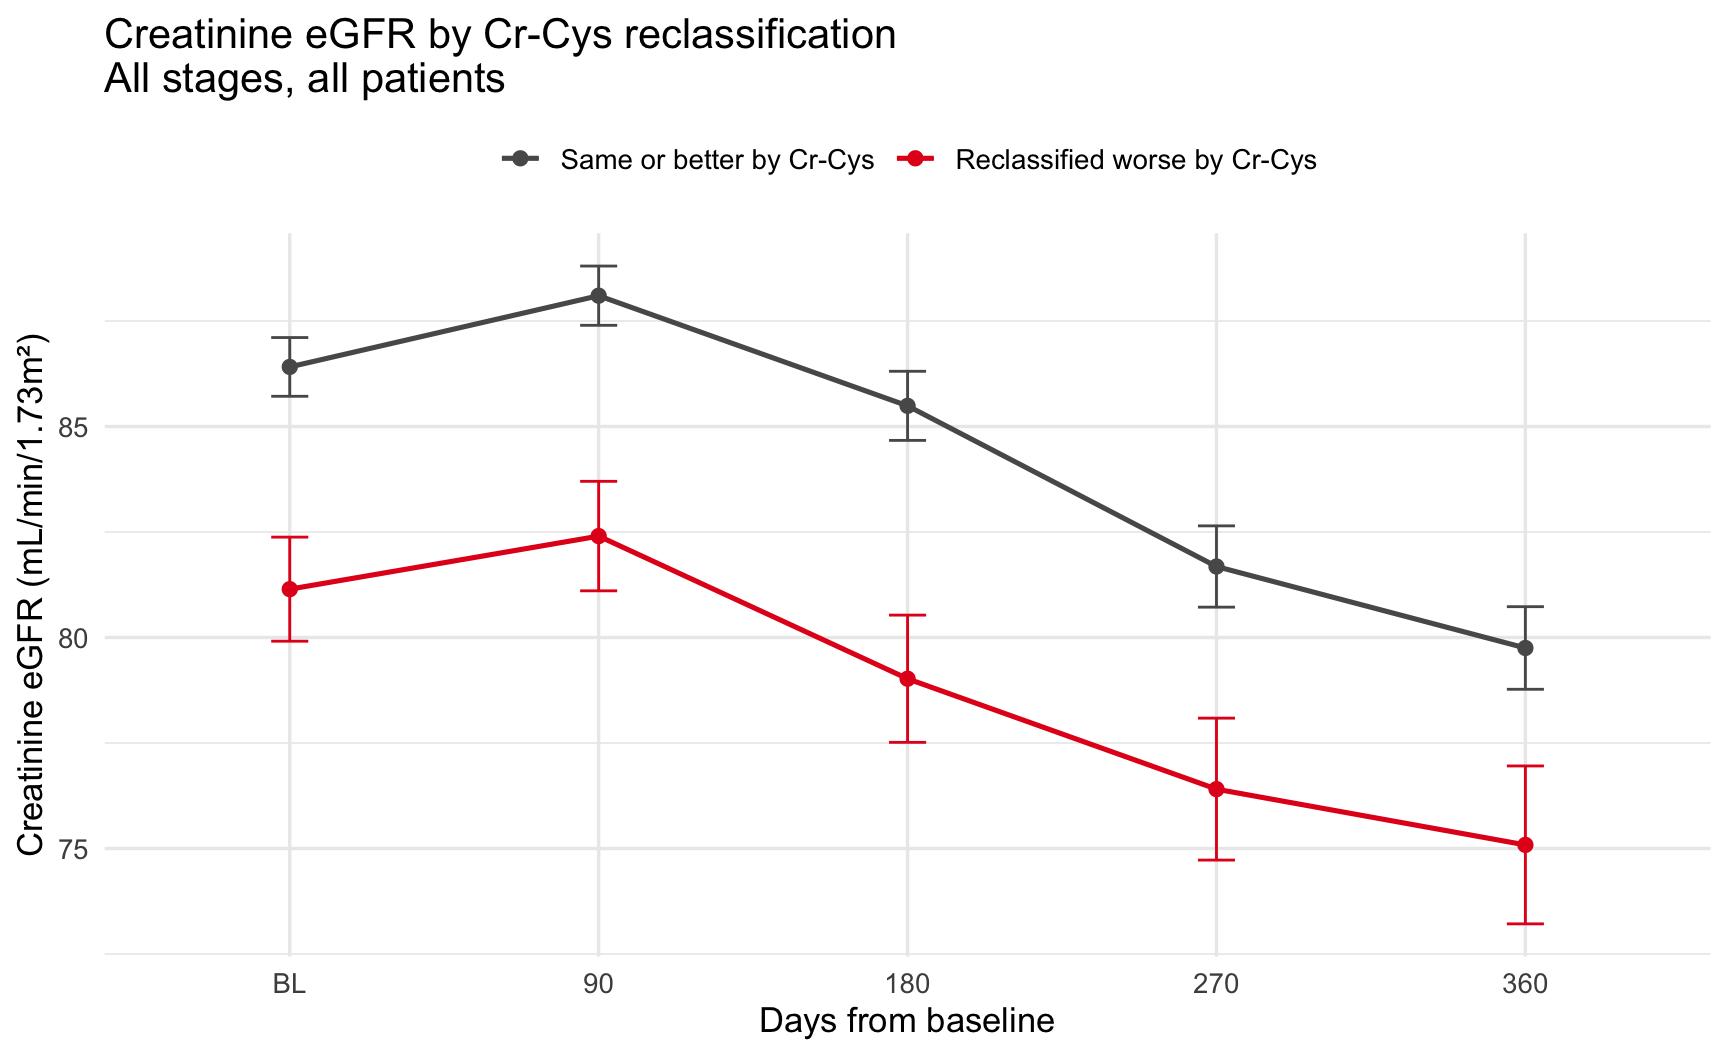 Creatinine eGFR by Cr-Cys reclassification
All stages, all patients
Same or better by Cr-Cys
Reclassified worse by Cr-Cys
Creatinine eGFR (mL/min/1.73m²)
85
80
75
BL
90
180
270
360
Days from baseline